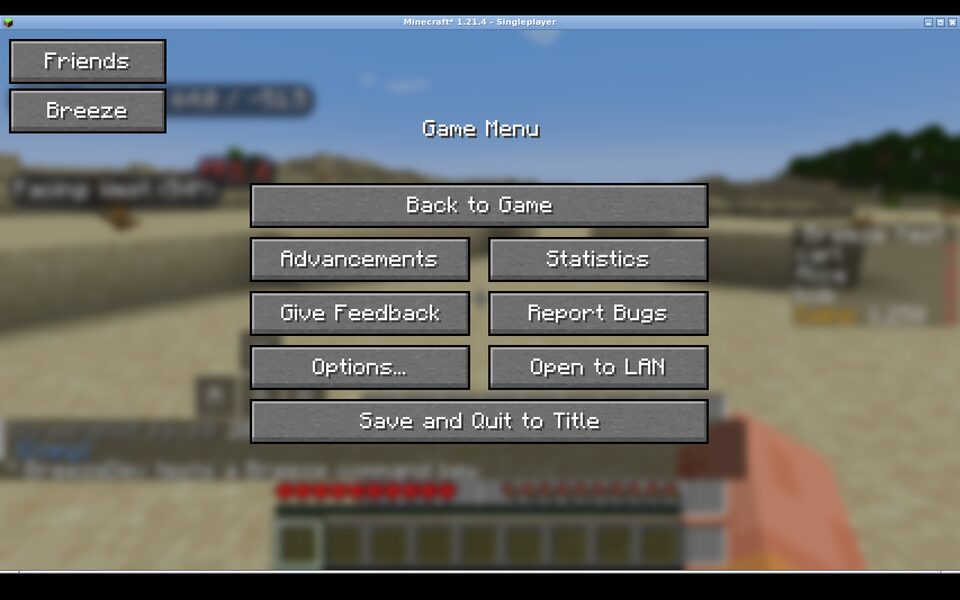 Minecraft* 1.21.4 - Singleplayer
Friends
Breeze
Game Menu
Back to Game
Advancements
Statistics
Give Feedback
Report Bugs
Options...
Open to LAN
Save and Quit to Title